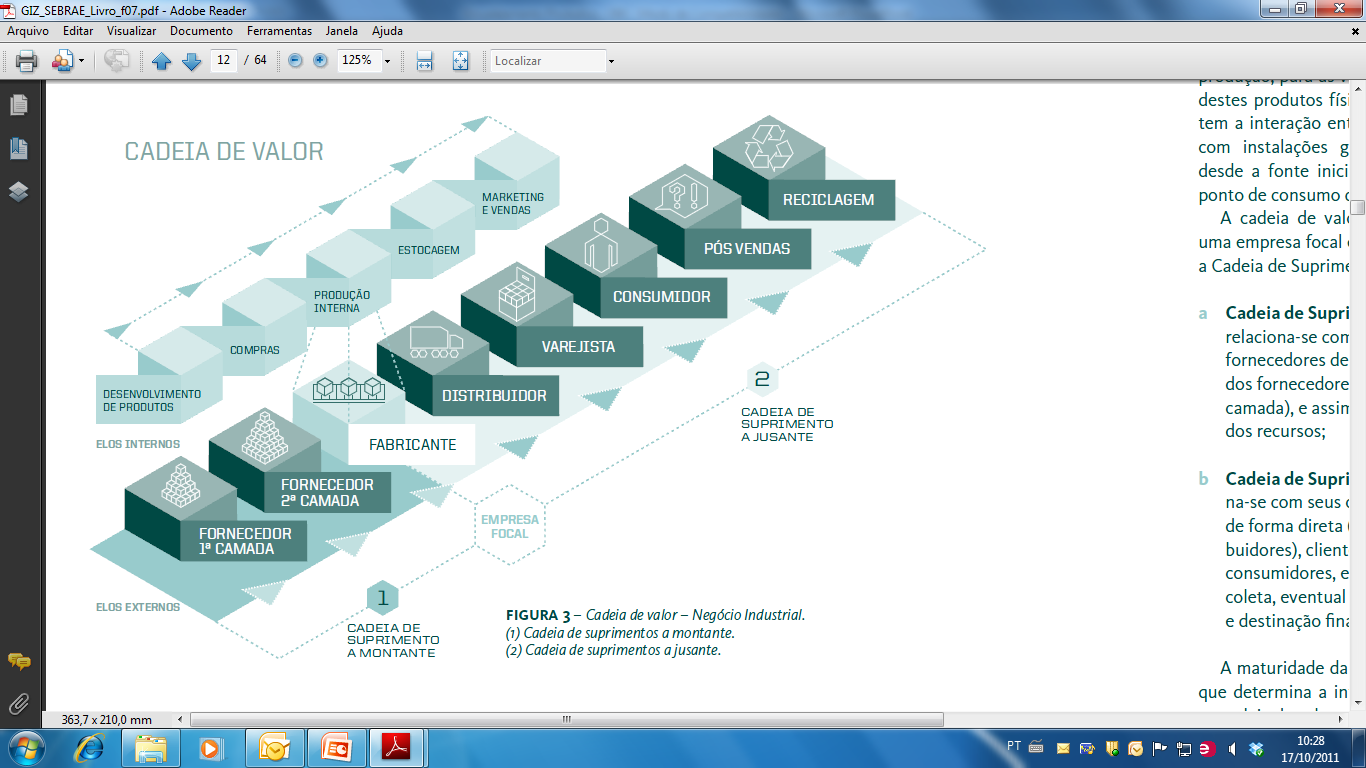 GIZ_SEBRAE_Livro_f07.pdf - Adobe Reader
Arquivo Editar Visualizar Documento Ferramentas Janela Ajuda
12 / 64 125% Localizar
CADEIA DE VALOR
MARKETING
E VENDAS
ESTOCAGEM
PRODUÇÃO
INTERNA
COMPRAS
DESENVOLVIMENTO
DE PRODUTOS
ELOS INTERNOS
RECICLAGEM
PÓS VENDAS
CONSUMIDOR
VAREJISTA
DISTRIBUIDOR
FABRICANTE
FORNECEDOR
2ª CAMADA
FORNECEDOR
1ª CAMADA
ELOS EXTERNOS
EMPRESA
FOCAL
1
CADEIA DE
SUPRIMENTO
A MONTANTE
2
CADEIA DE
SUPRIMENTO
A JUSANTE
FIGURA 3 – Cadeia de valor – Negócio Industrial.
(1) Cadeia de suprimentos a montante.
(2) Cadeia de suprimentos a jusante.
destes produtos físi
tem a interação ent
com instalações g
desde a fonte inici
ponto de consumo
A cadeia de valo
uma empresa focal
a Cadeia de Suprime
a Cadeia de Supri
relaciona-se com
fornecedores de
dos fornecedore
camada), e assim
dos recursos;
b Cadeia de Supri
na-se com seus
de forma direta (
buidores), client
consumidores, e
coleta, eventual
e destinação fina
A maturidade da
que determina a in
363,7 x 210,0 mm
PT
10:28
17/10/2011